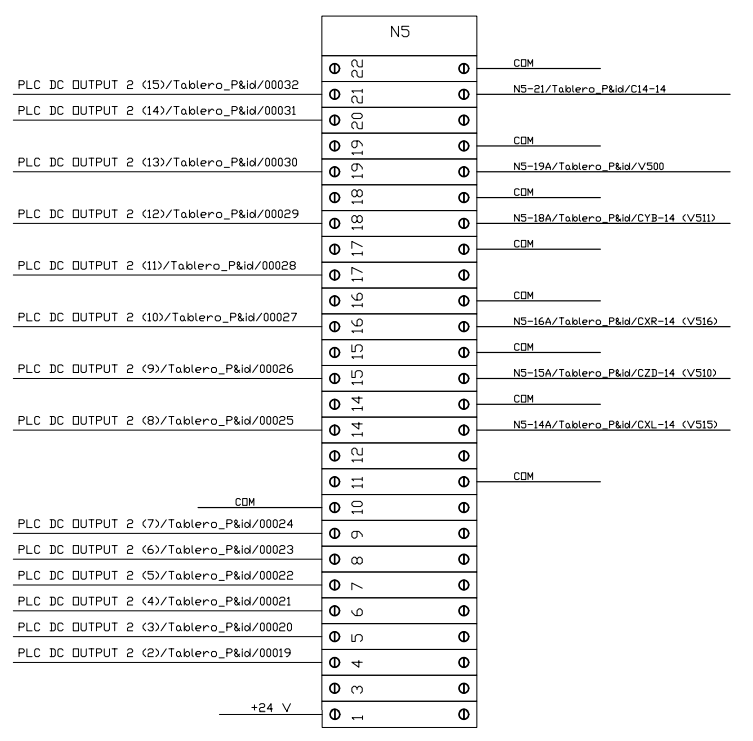 N5
22 COM
PLC DC OUTPUT 2 (15)/Tablero_P&id/00032 21 N5-21/Tablero_P&id/C14-14
PLC DC OUTPUT 2 (14)/Tablero_P&id/00031 20
19 COM
PLC DC OUTPUT 2 (13)/Tablero_P&id/00030 19 N5-19A/Tablero_P&id/V500
18 COM
PLC DC OUTPUT 2 (12)/Tablero_P&id/00029 18 N5-18A/Tablero_P&id/CYB-14 (V511)
17 COM
PLC DC OUTPUT 2 (11)/Tablero_P&id/00028 17
16 COM
PLC DC OUTPUT 2 (10)/Tablero_P&id/00027 16 N5-16A/Tablero_P&id/CXR-14 (V516)
15 COM
PLC DC OUTPUT 2 (9)/Tablero_P&id/00026 15 N5-15A/Tablero_P&id/CZD-14 (V510)
14 COM
PLC DC OUTPUT 2 (8)/Tablero_P&id/00025 14 N5-14A/Tablero_P&id/CXL-14 (V515)
12
11 COM
COM 10
PLC DC OUTPUT 2 (7)/Tablero_P&id/00024 9
PLC DC OUTPUT 2 (6)/Tablero_P&id/00023 8
PLC DC OUTPUT 2 (5)/Tablero_P&id/00022 7
PLC DC OUTPUT 2 (4)/Tablero_P&id/00021 6
PLC DC OUTPUT 2 (3)/Tablero_P&id/00020 5
PLC DC OUTPUT 2 (2)/Tablero_P&id/00019 4
3
+24 V 1